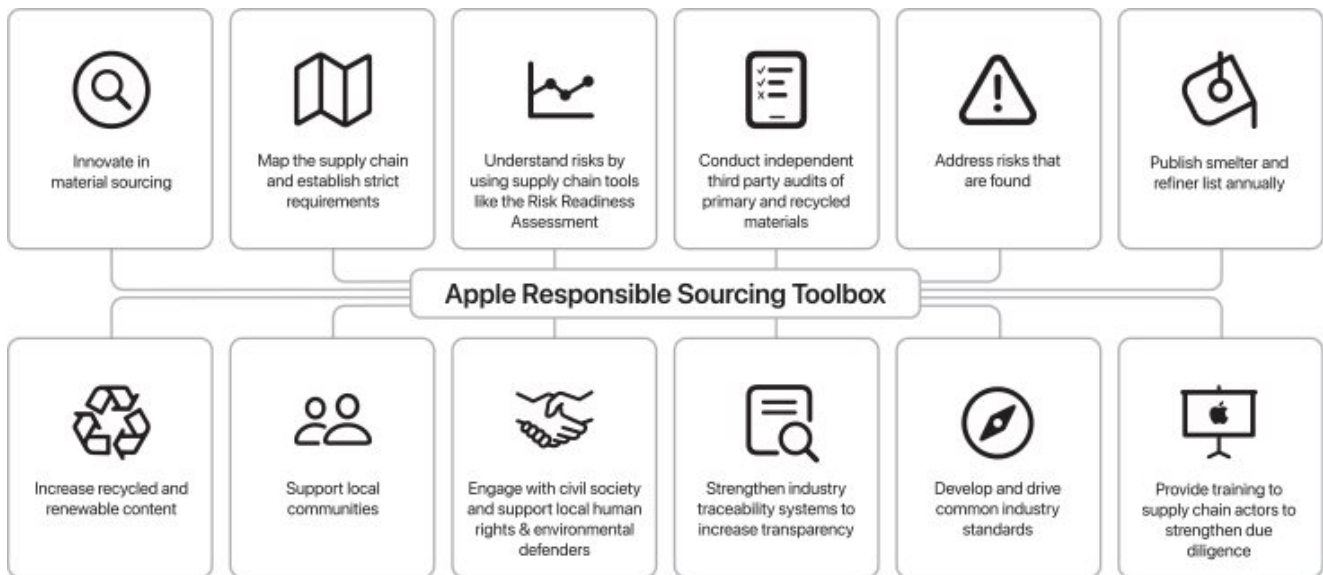 Innovate in
material sourcing
Map the supply chain
and establish strict
requirements
Understand risks by
using supply chain tools
like the Risk Readiness
Assessment
Conduct independent
third party audits of
primary and recycled
materials
Address risks that
are found
Publish smelter and
refiner list annually
Apple Responsible Sourcing Toolbox
Increase recycled and
renewable content
Support local
communities
Engage with civil society
and support local human
rights & environmental
defenders
Strengthen industry
traceability systems to
increase transparency
Develop and drive
common industry
standards
Provide training to
supply chain actors to
strengthen due
diligence